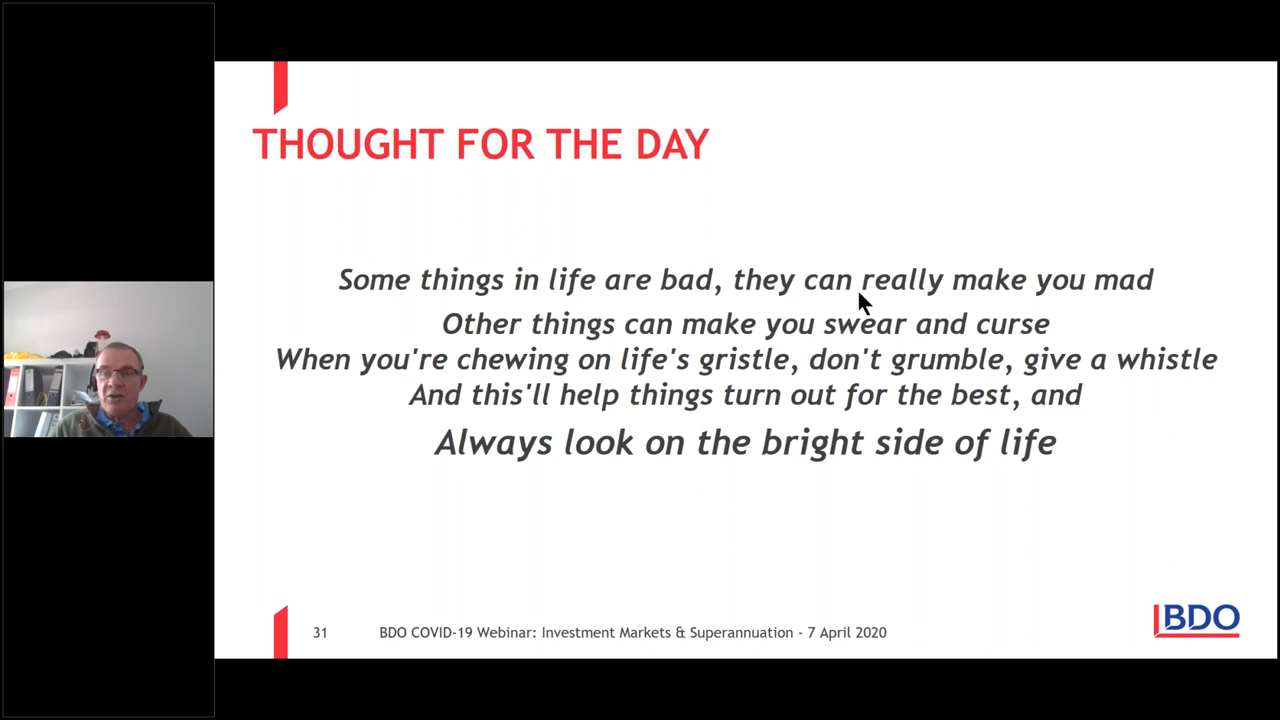 THOUGHT FOR THE DAY
Some things in life are bad, they can really make you mad
Other things can make you swear and curse
When you're chewing on life's gristle, don't grumble, give a whistle
And this'll help things turn out for the best, and
Always look on the bright side of life
31 BDO COVID-19 Webinar: Investment Markets & Superannuation - 7 April 2020
BDO